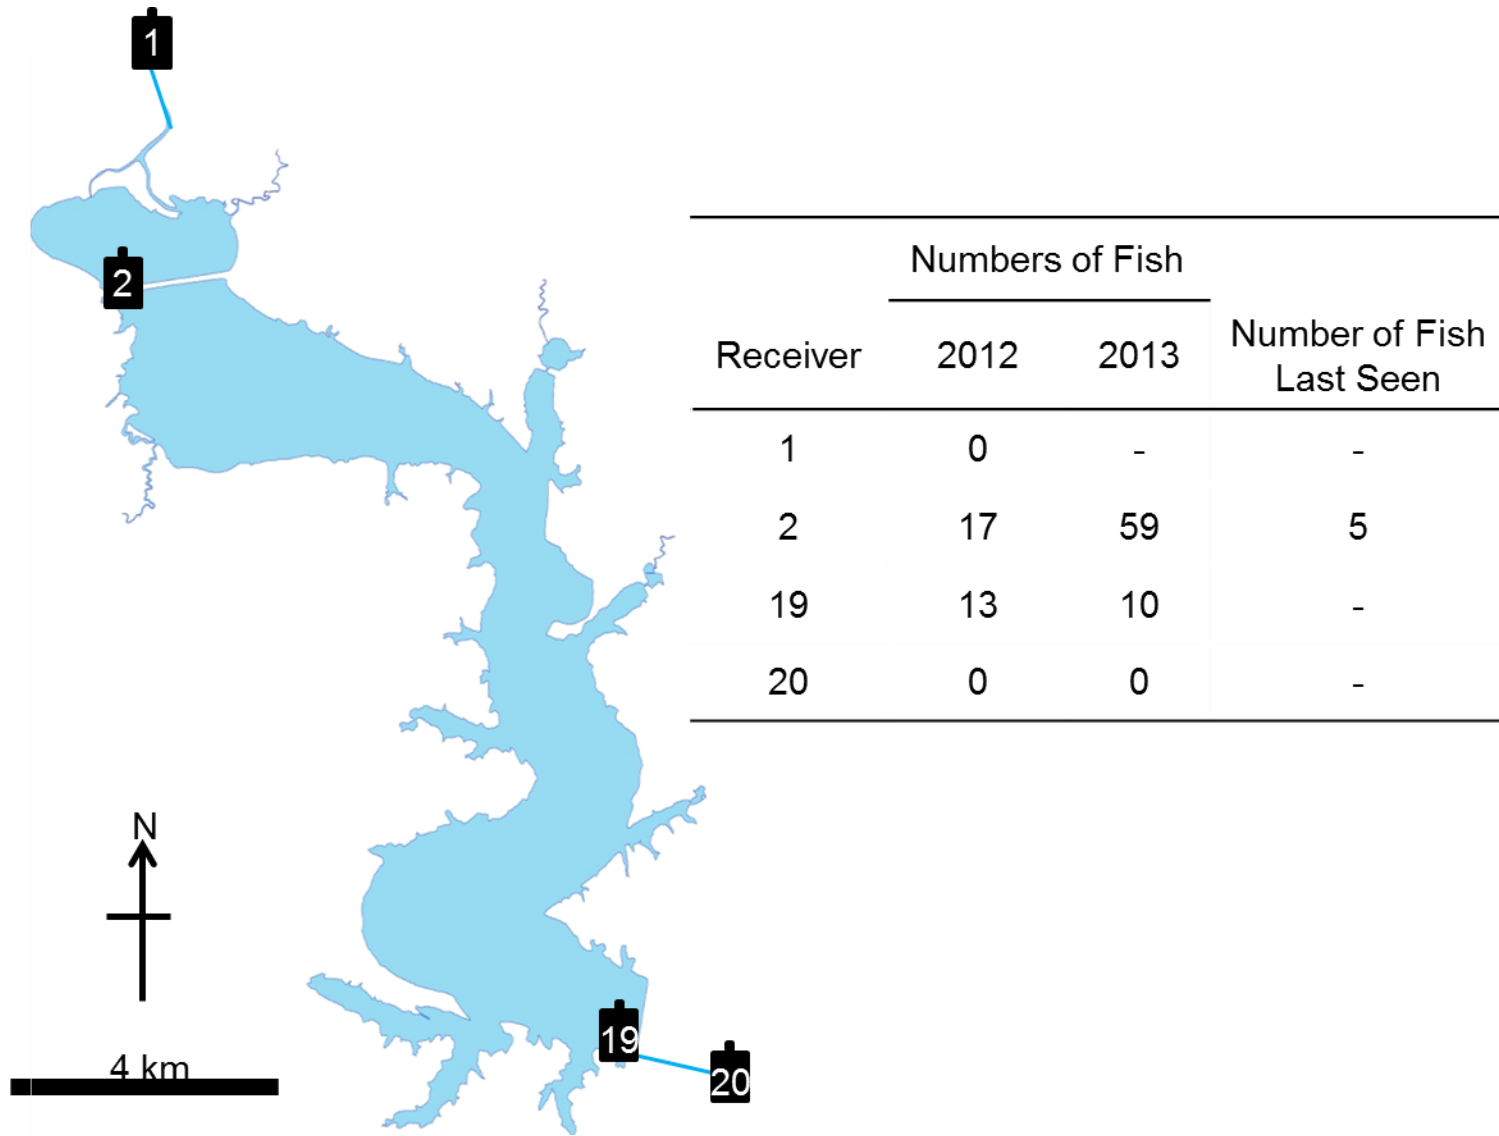 1
2
Numbers of Fish
Receiver 2012 2013 Number of Fish
Last Seen
1 0 - -
2 17 59 5
19 13 10 -
20 0 0 -
N
4 km
19
20